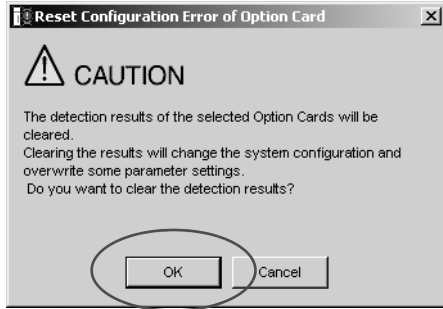 Reset Configuration Error of Option Card
CAUTION
The detection results of the selected Option Cards will be
cleared.
Clearing the results will change the system configuration and
overwrite some parameter settings.
Do you want to clear the detection results?
OK
Cancel